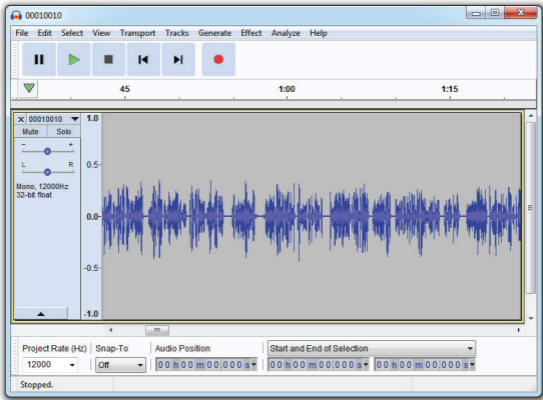 00010010
File Edit Select View Transport Tracks Generate Effect Analyze Help
45 1:00 1:15
00010010
Mute Solo
- +
L R
Mono, 12000Hz
32-bit float
1.0
0.5
0.0
-0.5
-1.0
Project Rate (Hz) Snap-To Audio Position Start and End of Selection
12000 Off 00 h 00 m 00.000 s 00 h 00 m 00.000 s 00 h 00 m 00.000 s
Stopped.